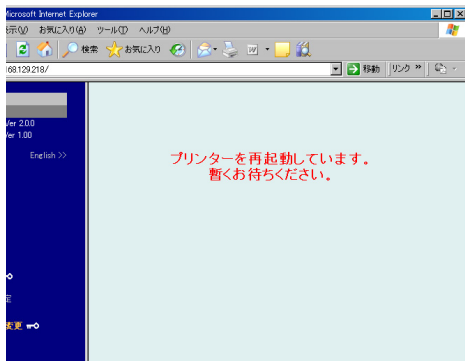 Microsoft Internet Explorer
表示(V) お気に入り(A) ツール(T) ヘルプ(H)
検索 お気に入り
168.129.218/
移動 リンク »
Ver 2.0.0
Ver 1.00
English >>
プリンターを再起動しています。
暫くお待ちください。
定
変更